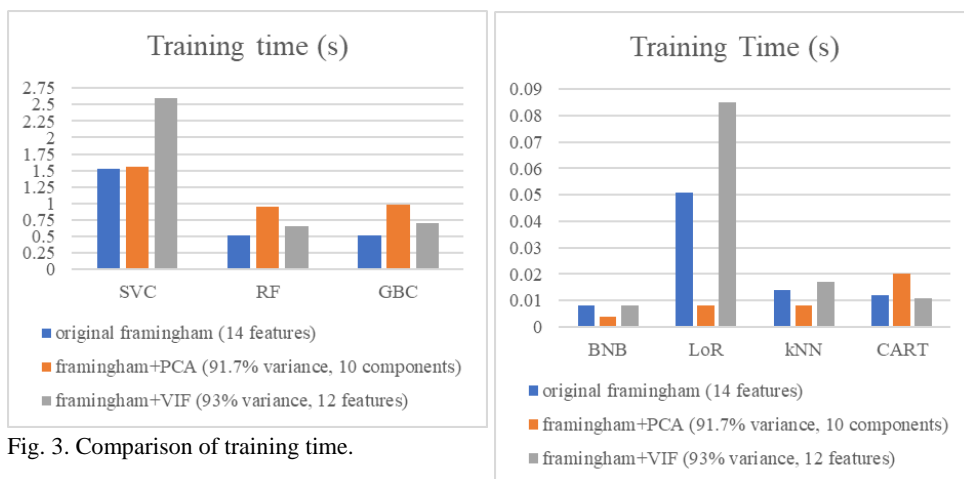 Training time (s)
2.75
2.5
2
1.5
1.25
1
0.75
0.5
0.25
0
SVC RF GBC
original framingham (14 features)
framingham+PCA (91.7% variance, 10 components)
framingham+VIF (93% variance, 12 features)
Fig. 3. Comparison of training time.
Training Time (s)
0.09
0.08
0.07
0.06
0.05
0.04
0.03
0.02
0.01
0
BNB LoR kNN CART
original framingham (14 features)
framingham+PCA (91.7% variance, 10 components)
framingham+VIF (93% variance, 12 features)